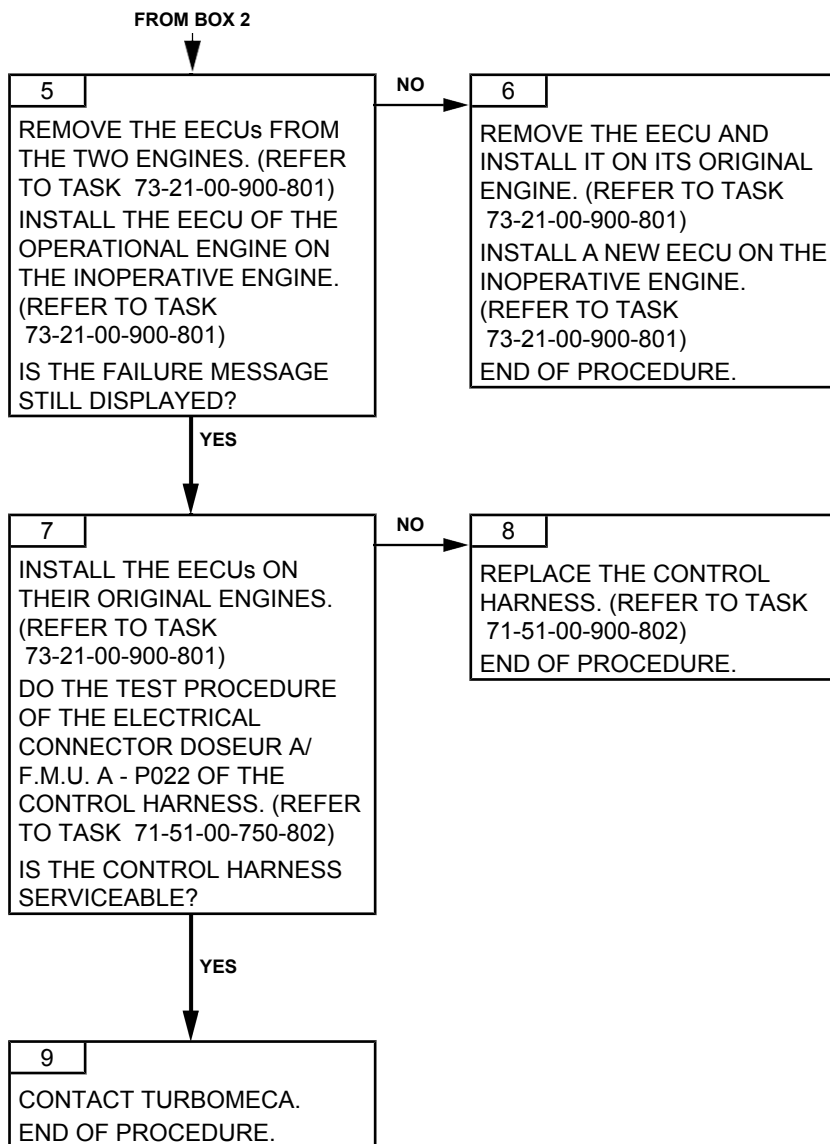 FROM BOX 2
5
REMOVE THE EECUs FROM
THE TWO ENGINES. (REFER
TO TASK 73-21-00-900-801)
INSTALL THE EECU OF THE
OPERATIONAL ENGINE ON
THE INOPERATIVE ENGINE.
(REFER TO TASK
73-21-00-900-801)
IS THE FAILURE MESSAGE
STILL DISPLAYED?
NO
6
REMOVE THE EECU AND
INSTALL IT ON ITS ORIGINAL
ENGINE. (REFER TO TASK
73-21-00-900-801)
INSTALL A NEW EECU ON THE
INOPERATIVE ENGINE.
(REFER TO TASK
73-21-00-900-801)
END OF PROCEDURE.
YES
7
INSTALL THE EECUs ON
THEIR ORIGINAL ENGINES.
(REFER TO TASK
73-21-00-900-801)
DO THE TEST PROCEDURE
OF THE ELECTRICAL
CONNECTOR DOSEUR A/
F.M.U. A - P022 OF THE
CONTROL HARNESS. (REFER
TO TASK 71-51-00-750-802)
IS THE CONTROL HARNESS
SERVICEABLE?
NO
8
REPLACE THE CONTROL
HARNESS. (REFER TO TASK
71-51-00-900-802)
END OF PROCEDURE.
YES
9
CONTACT TURBOMECA.
END OF PROCEDURE.